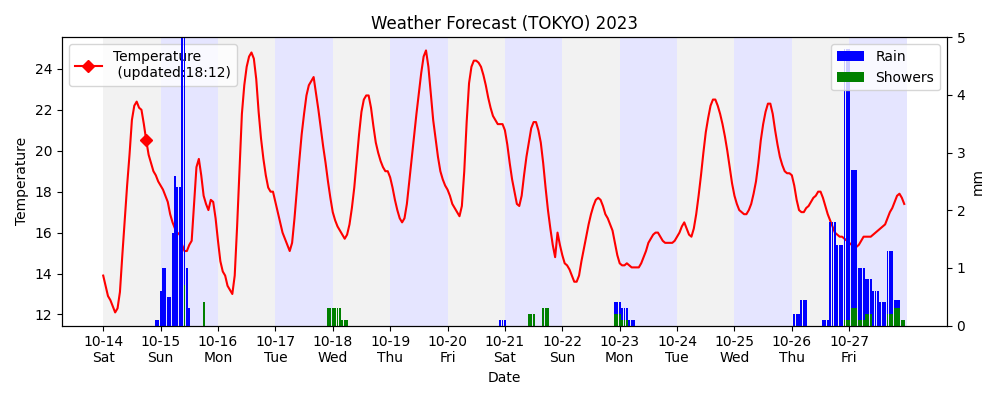 Weather Forecast (TOKYO) 2023
Temperature
(updated:18:12)
Rain
Showers
Temperature
24
22
20
18
16
14
12
5
4
3
2
1
0
mm
10-14 10-15 10-16 10-17 10-18 10-19 10-20 10-21 10-22 10-23 10-24 10-25 10-26 10-27
Sat Sun Mon Tue Wed Thu Fri Sat Sun Mon Tue Wed Thu Fri
Date